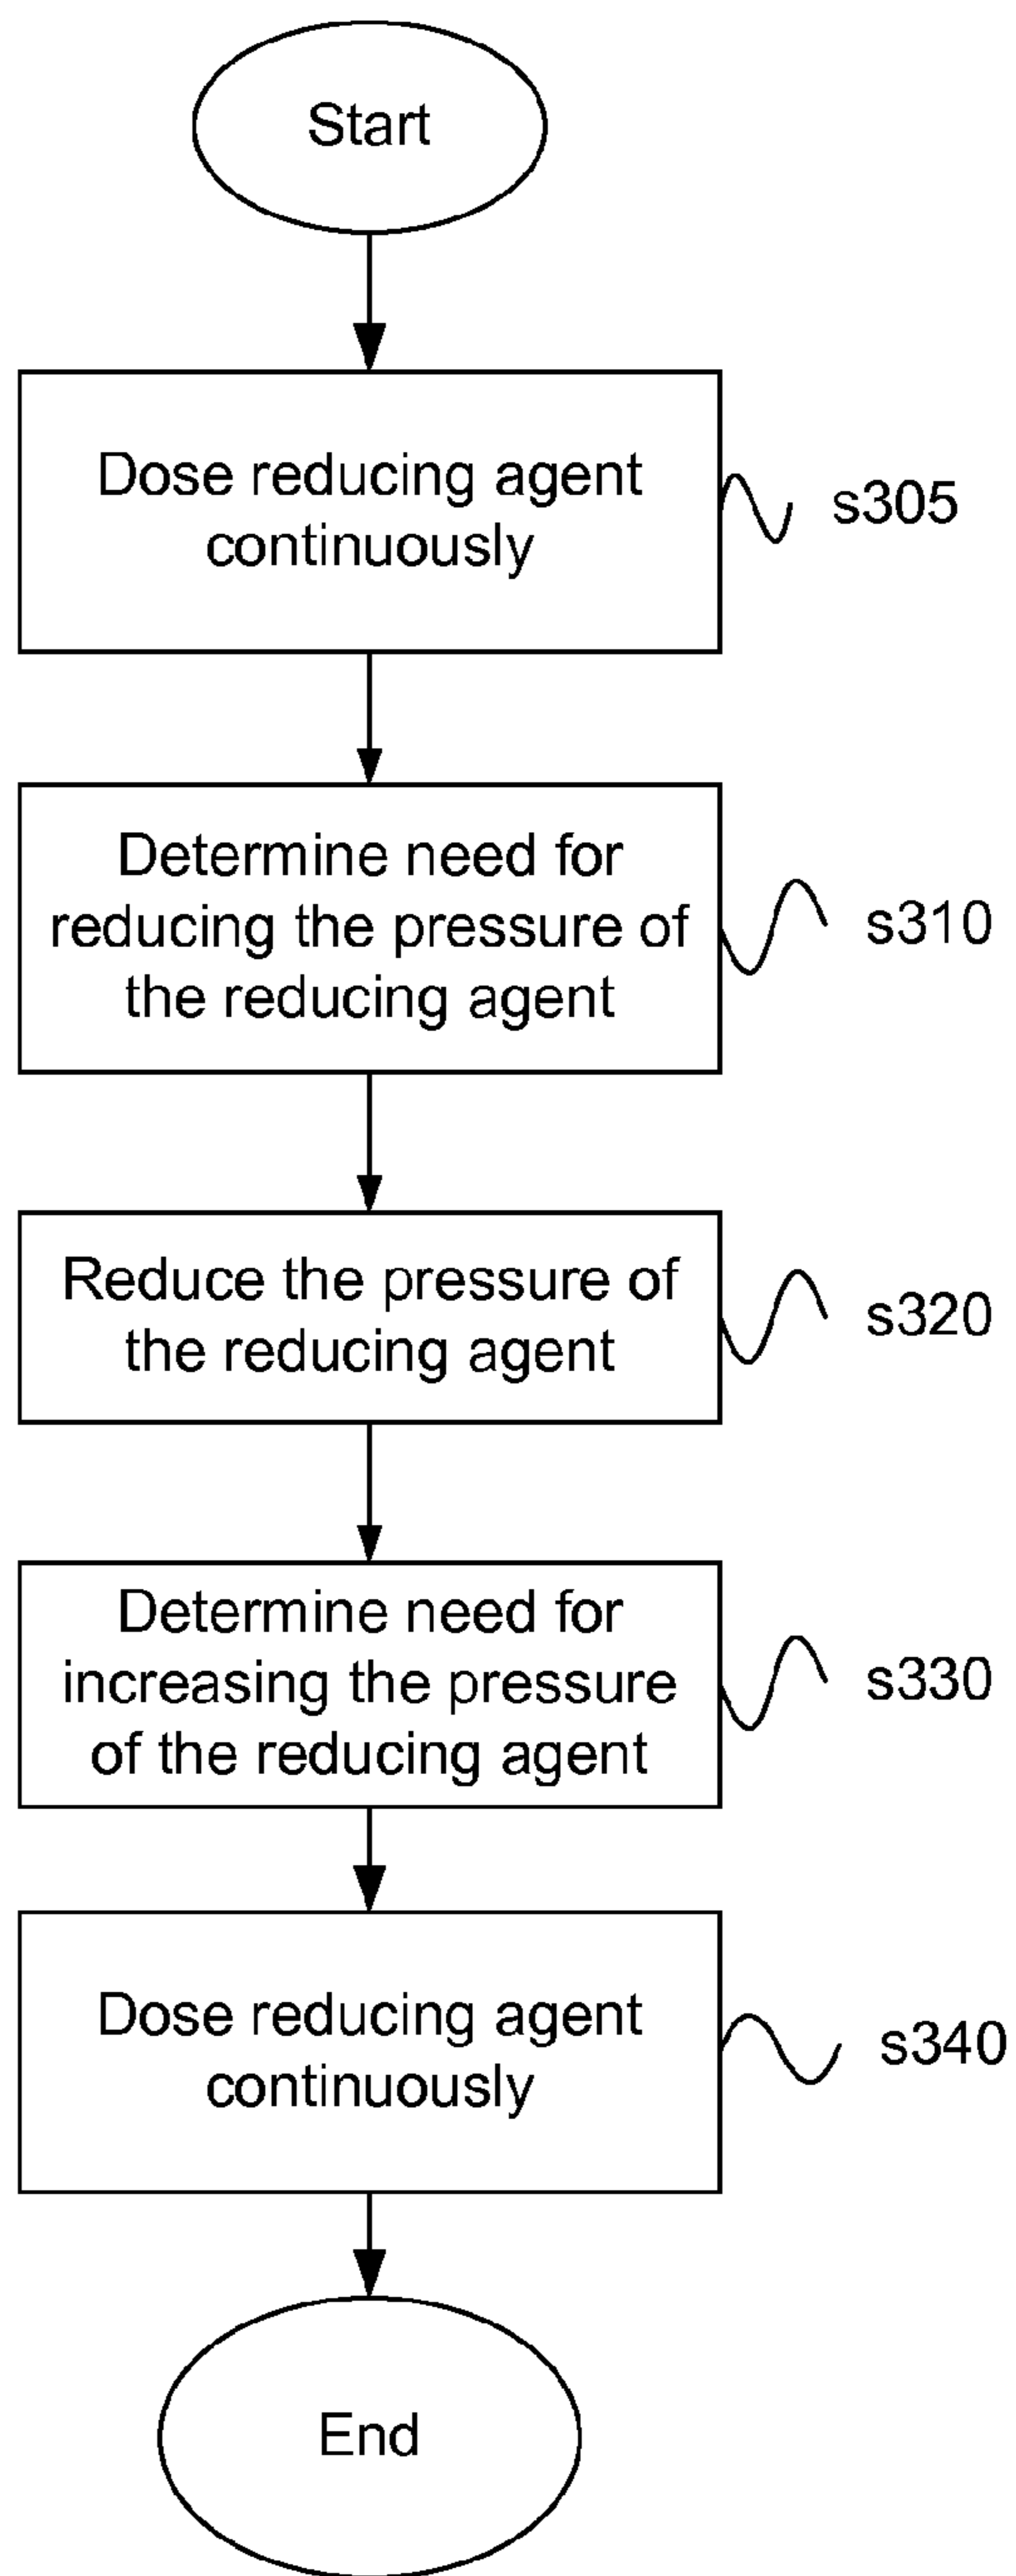 Start
Dose reducing agent
continuously
s305
Determine need for
reducing the pressure of
the reducing agent
s310
Reduce the pressure of
the reducing agent
s320
Determine need for
increasing the pressure
of the reducing agent
s330
Dose reducing agent
continuously
s340
End